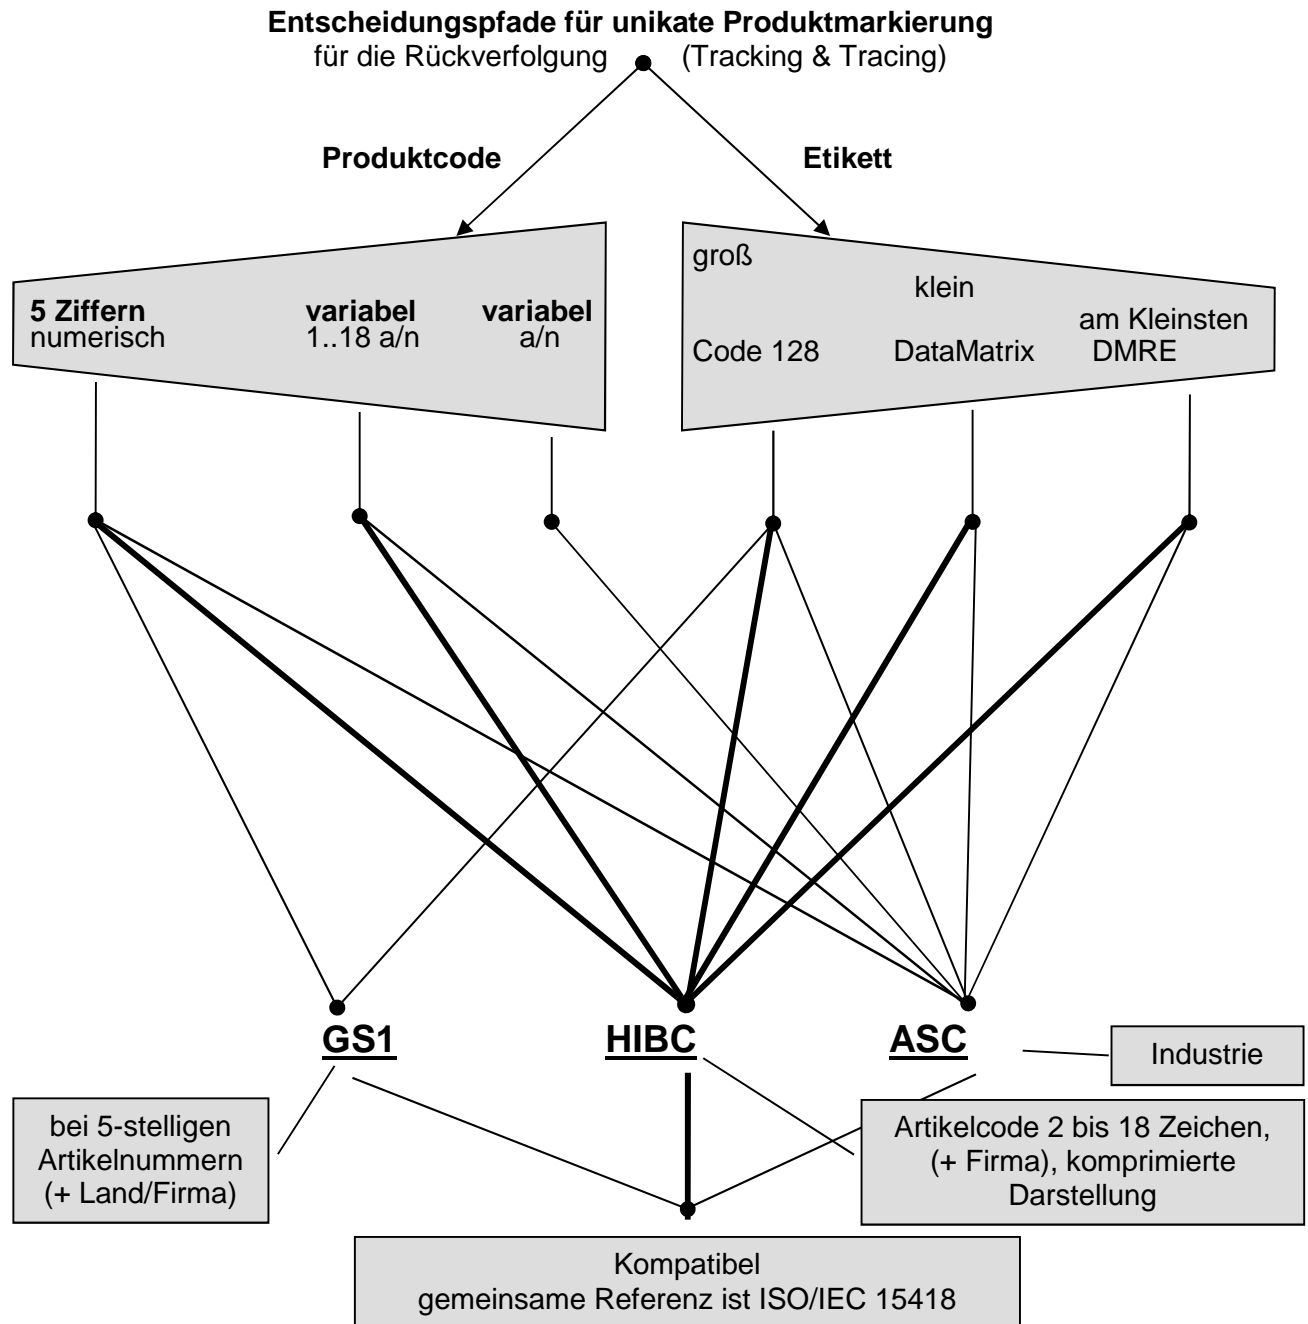 Entscheidungspfade für unikate Produktmarkierung
für die Rückverfolgung (Tracking & Tracing)
Produktcode
Etikett
5 Ziffern
numerisch
variabel
1..18 a/n
variabel
a/n
groß
Code 128
klein
DataMatrix
am Kleinsten
DMRE
GS1
HIBC
ASC
Industrie
bei 5-stelligen
Artikelnummern
(+ Land/Firma)
Artikelcode 2 bis 18 Zeichen,
(+ Firma), komprimierte
Darstellung
Kompatibel
gemeinsame Referenz ist ISO/IEC 15418